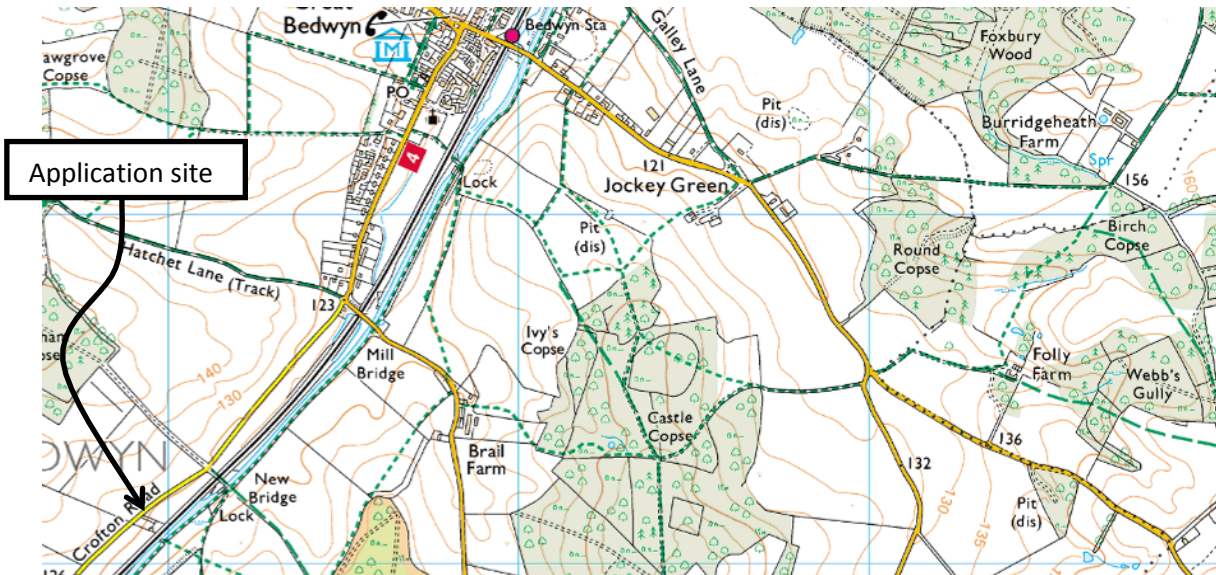 Great
Bedwyn
Bedwyn Sta
Galley Lane
Foxbury
Wood
awgrove
Copse
M
PO
Pit
(dis)
Burridgeheath
Farm
Application site
4
Lock
121
Jockey Green
Spr
156
160
Hatchet Lane (Track)
Pit
(dis)
Round
Copse
Birch
Copse
123
Ivy's
Copse
Mill
Bridge
140
130
Folly
Farm
Webb's
Gully
Castle
Copse
DWYN
Brail
Farm
136
132
New
Bridge
Lock
Crofton Road
130
135
Pit
(dis)